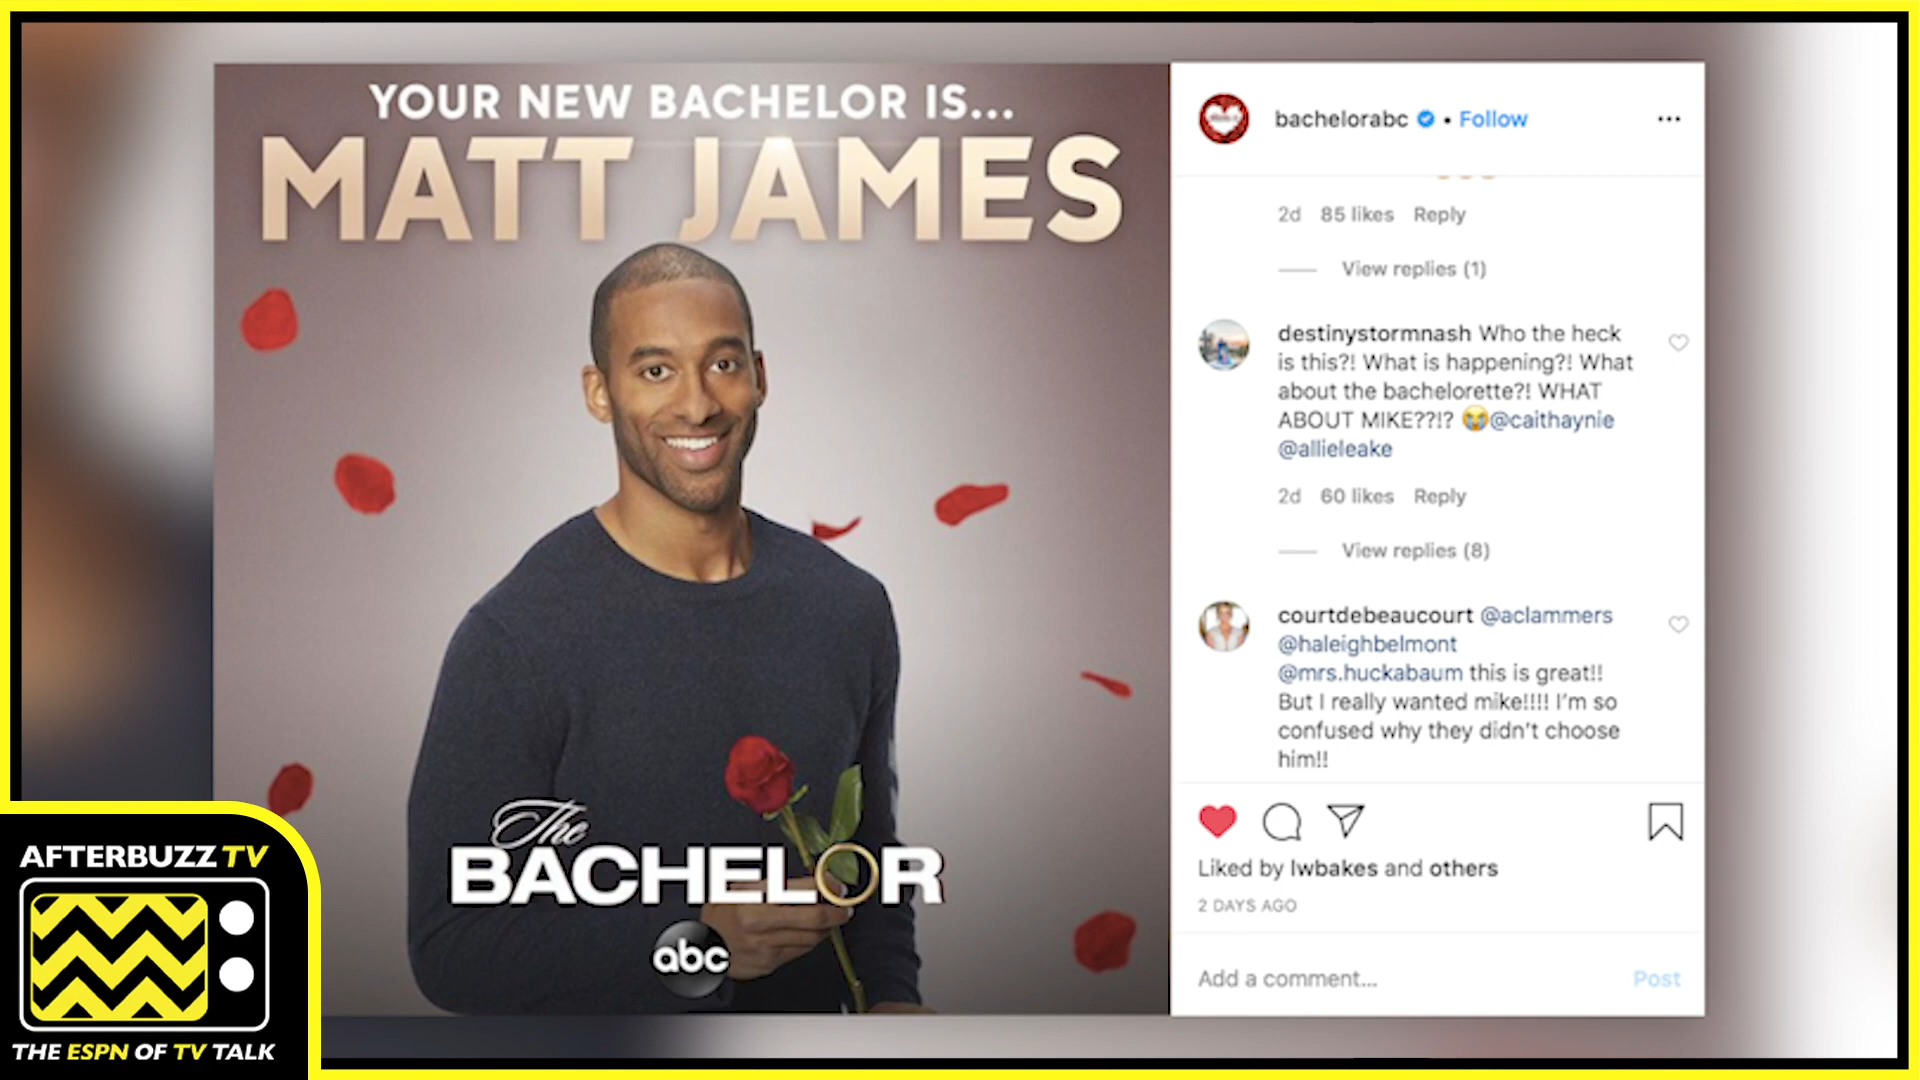 YOUR NEW BACHELOR IS...
MATT JAMES
The
BACHELOR
abc
bachelorabc • Follow
2d 85 likes Reply
View replies (1)
destinystormnash Who the heck
is this?! What is happening?! What
about the bachelorette?! WHAT
ABOUT MIKE??!? 😭@caithaynie
@allieleake
2d 60 likes Reply
View replies (8)
courtdebeaucourt @aclammers
@haleighbelmont
@mrs.huckabaum this is great!!
But I really wanted mike!!!! I'm so
confused why they didn't choose
him!!
Liked by lwbakes and others
2 DAYS AGO
Add a comment... Post
AFTERBUZZ TV
THE ESPN OF TV TALK